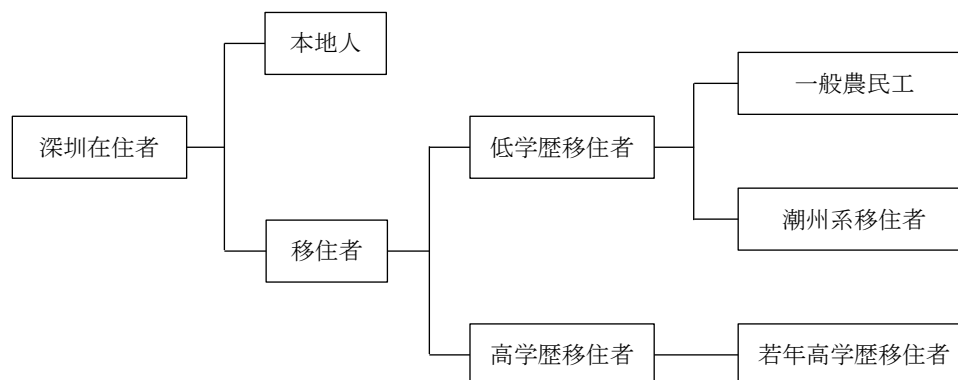 本地人
一般農民工
深圳在住者
低学歴移住者
潮州系移住者
移住者
高学歴移住者
若年高学歴移住者